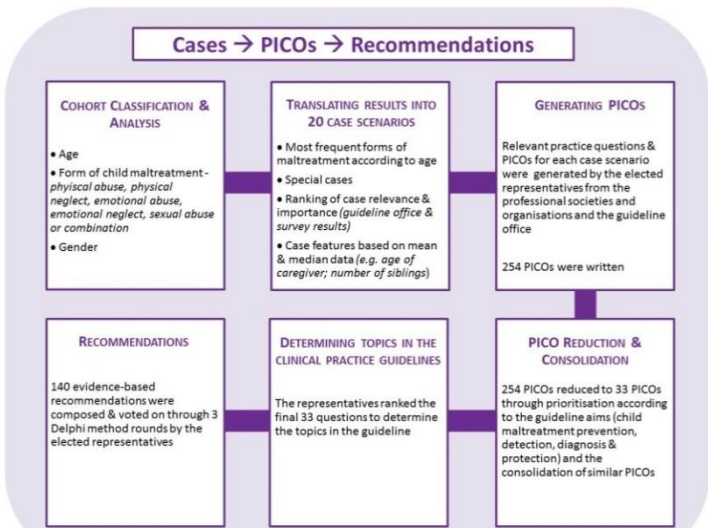 Cases → PICOs → Recommendations
COHORT CLASSIFICATION &
ANALYSIS
• Age
• Form of child maltreatment -
phyiscal abuse, physical
neglect, emotional abuse,
emotional neglect, sexual abuse
or combination
• Gender
TRANSLATING RESULTS INTO
20 CASE SCENARIOS
• Most frequent forms of
maltreatment according to age
• Special cases
• Ranking of case relevance &
importance (guideline office &
survey results)
• Case features based on mean
& median data (e.g. age of
caregiver; number of siblings)
GENERATING PICOS
Relevant practice questions &
PICOs for each case scenario
were generated by the elected
representatives from the
professional societies and
organisations and the guideline
office
254 PICOs were written
PICO REDUCTION &
CONSOLIDATION
254 PICOs reduced to 33 PICOs
through prioritisation according
to the guideline aims (child
maltreatment prevention,
detection, diagnosis &
protection) and the
consolidation of similar PICOs
DETERMINING TOPICS IN THE
CLINICAL PRACTICE GUIDELINES
The representatives ranked the
final 33 questions to determine
the topics in the guideline
RECOMMENDATIONS
140 evidence-based
recommendations were
composed & voted on through 3
Delphi method rounds by the
elected representatives